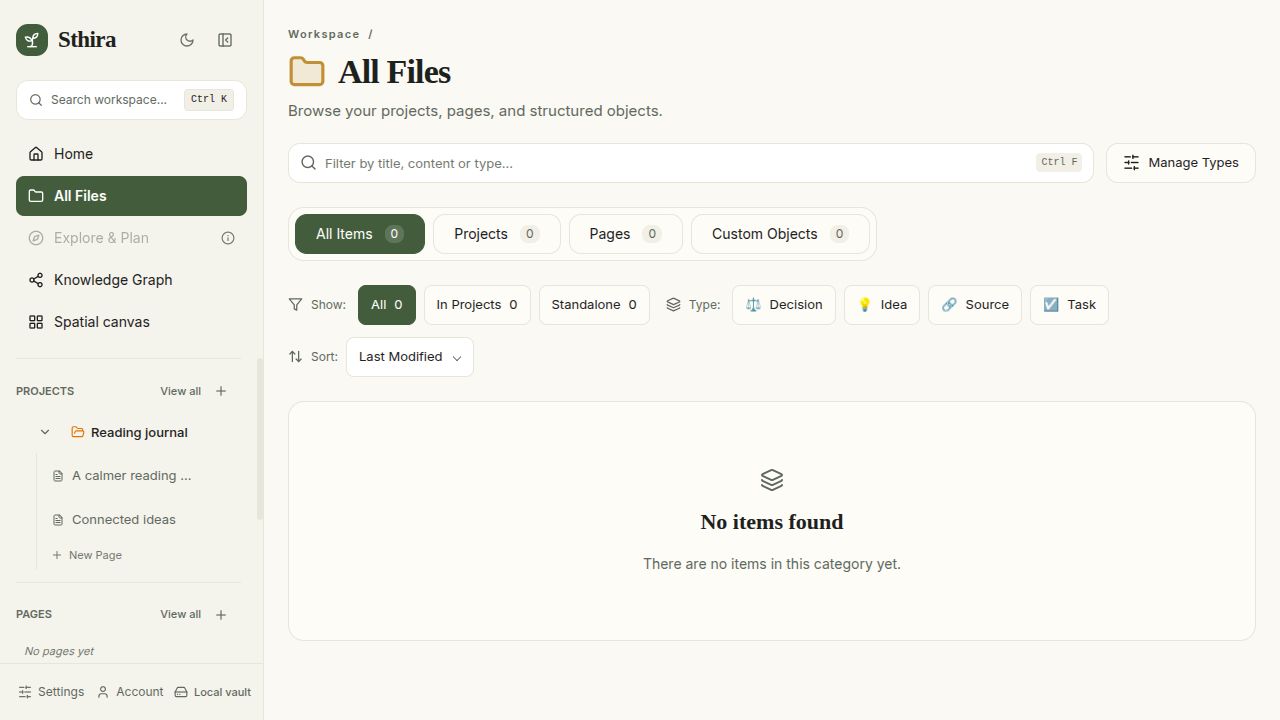 Sthira
Search workspace... Ctrl K
Home
All Files
Explore & Plan
Knowledge Graph
Spatial canvas
PROJECTS View all
Reading journal
A calmer reading ...
Connected ideas
New Page
PAGES View all
No pages yet
Settings Account Local vault
Workspace /
All Files
Browse your projects, pages, and structured objects.
Filter by title, content or type... Ctrl F Manage Types
All Items 0 Projects 0 Pages 0 Custom Objects 0
Show: All 0 In Projects 0 Standalone 0 Type: Decision Idea Source Task
Sort: Last Modified
No items found
There are no items in this category yet.